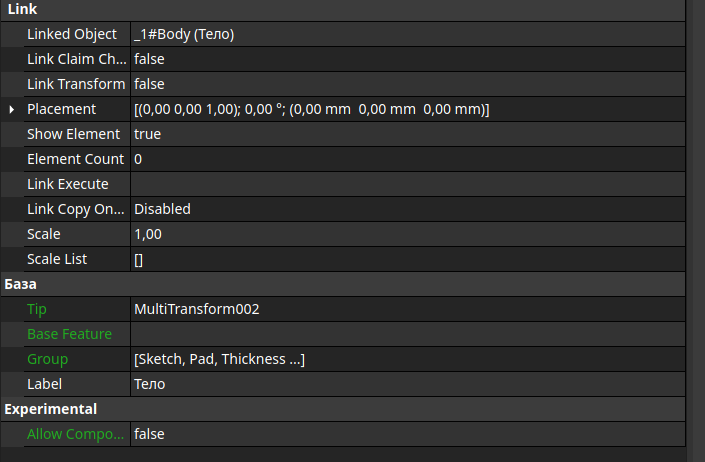 Link
Linked Object _1#Body (Тело)
Link Claim Ch... false
Link Transform false
Placement [(0,00 0,00 1,00); 0,00 °; (0,00 mm 0,00 mm 0,00 mm)]
Show Element true
Element Count 0
Link Execute
Link Copy On... Disabled
Scale 1,00
Scale List []
База
Tip MultiTransform002
Base Feature
Group [Sketch, Pad, Thickness ...]
Label Тело
Experimental
Allow Compo... false